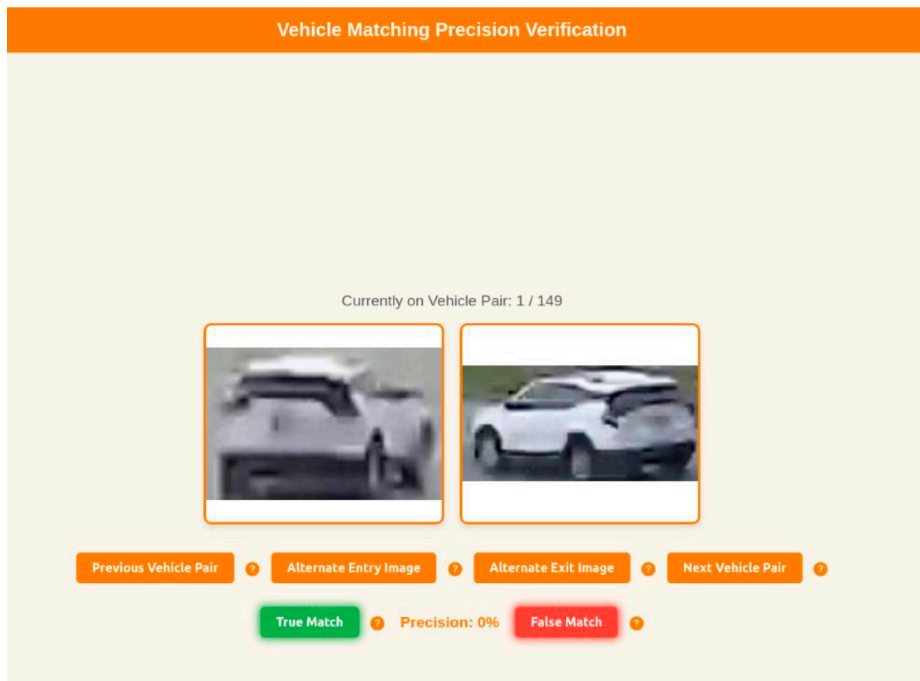 Vehicle Matching Precision Verification
Currently on Vehicle Pair: 1 / 149
Previous Vehicle Pair ? Alternate Entry Image ? Alternate Exit Image ? Next Vehicle Pair ?
True Match ? Precision: 0% False Match ?